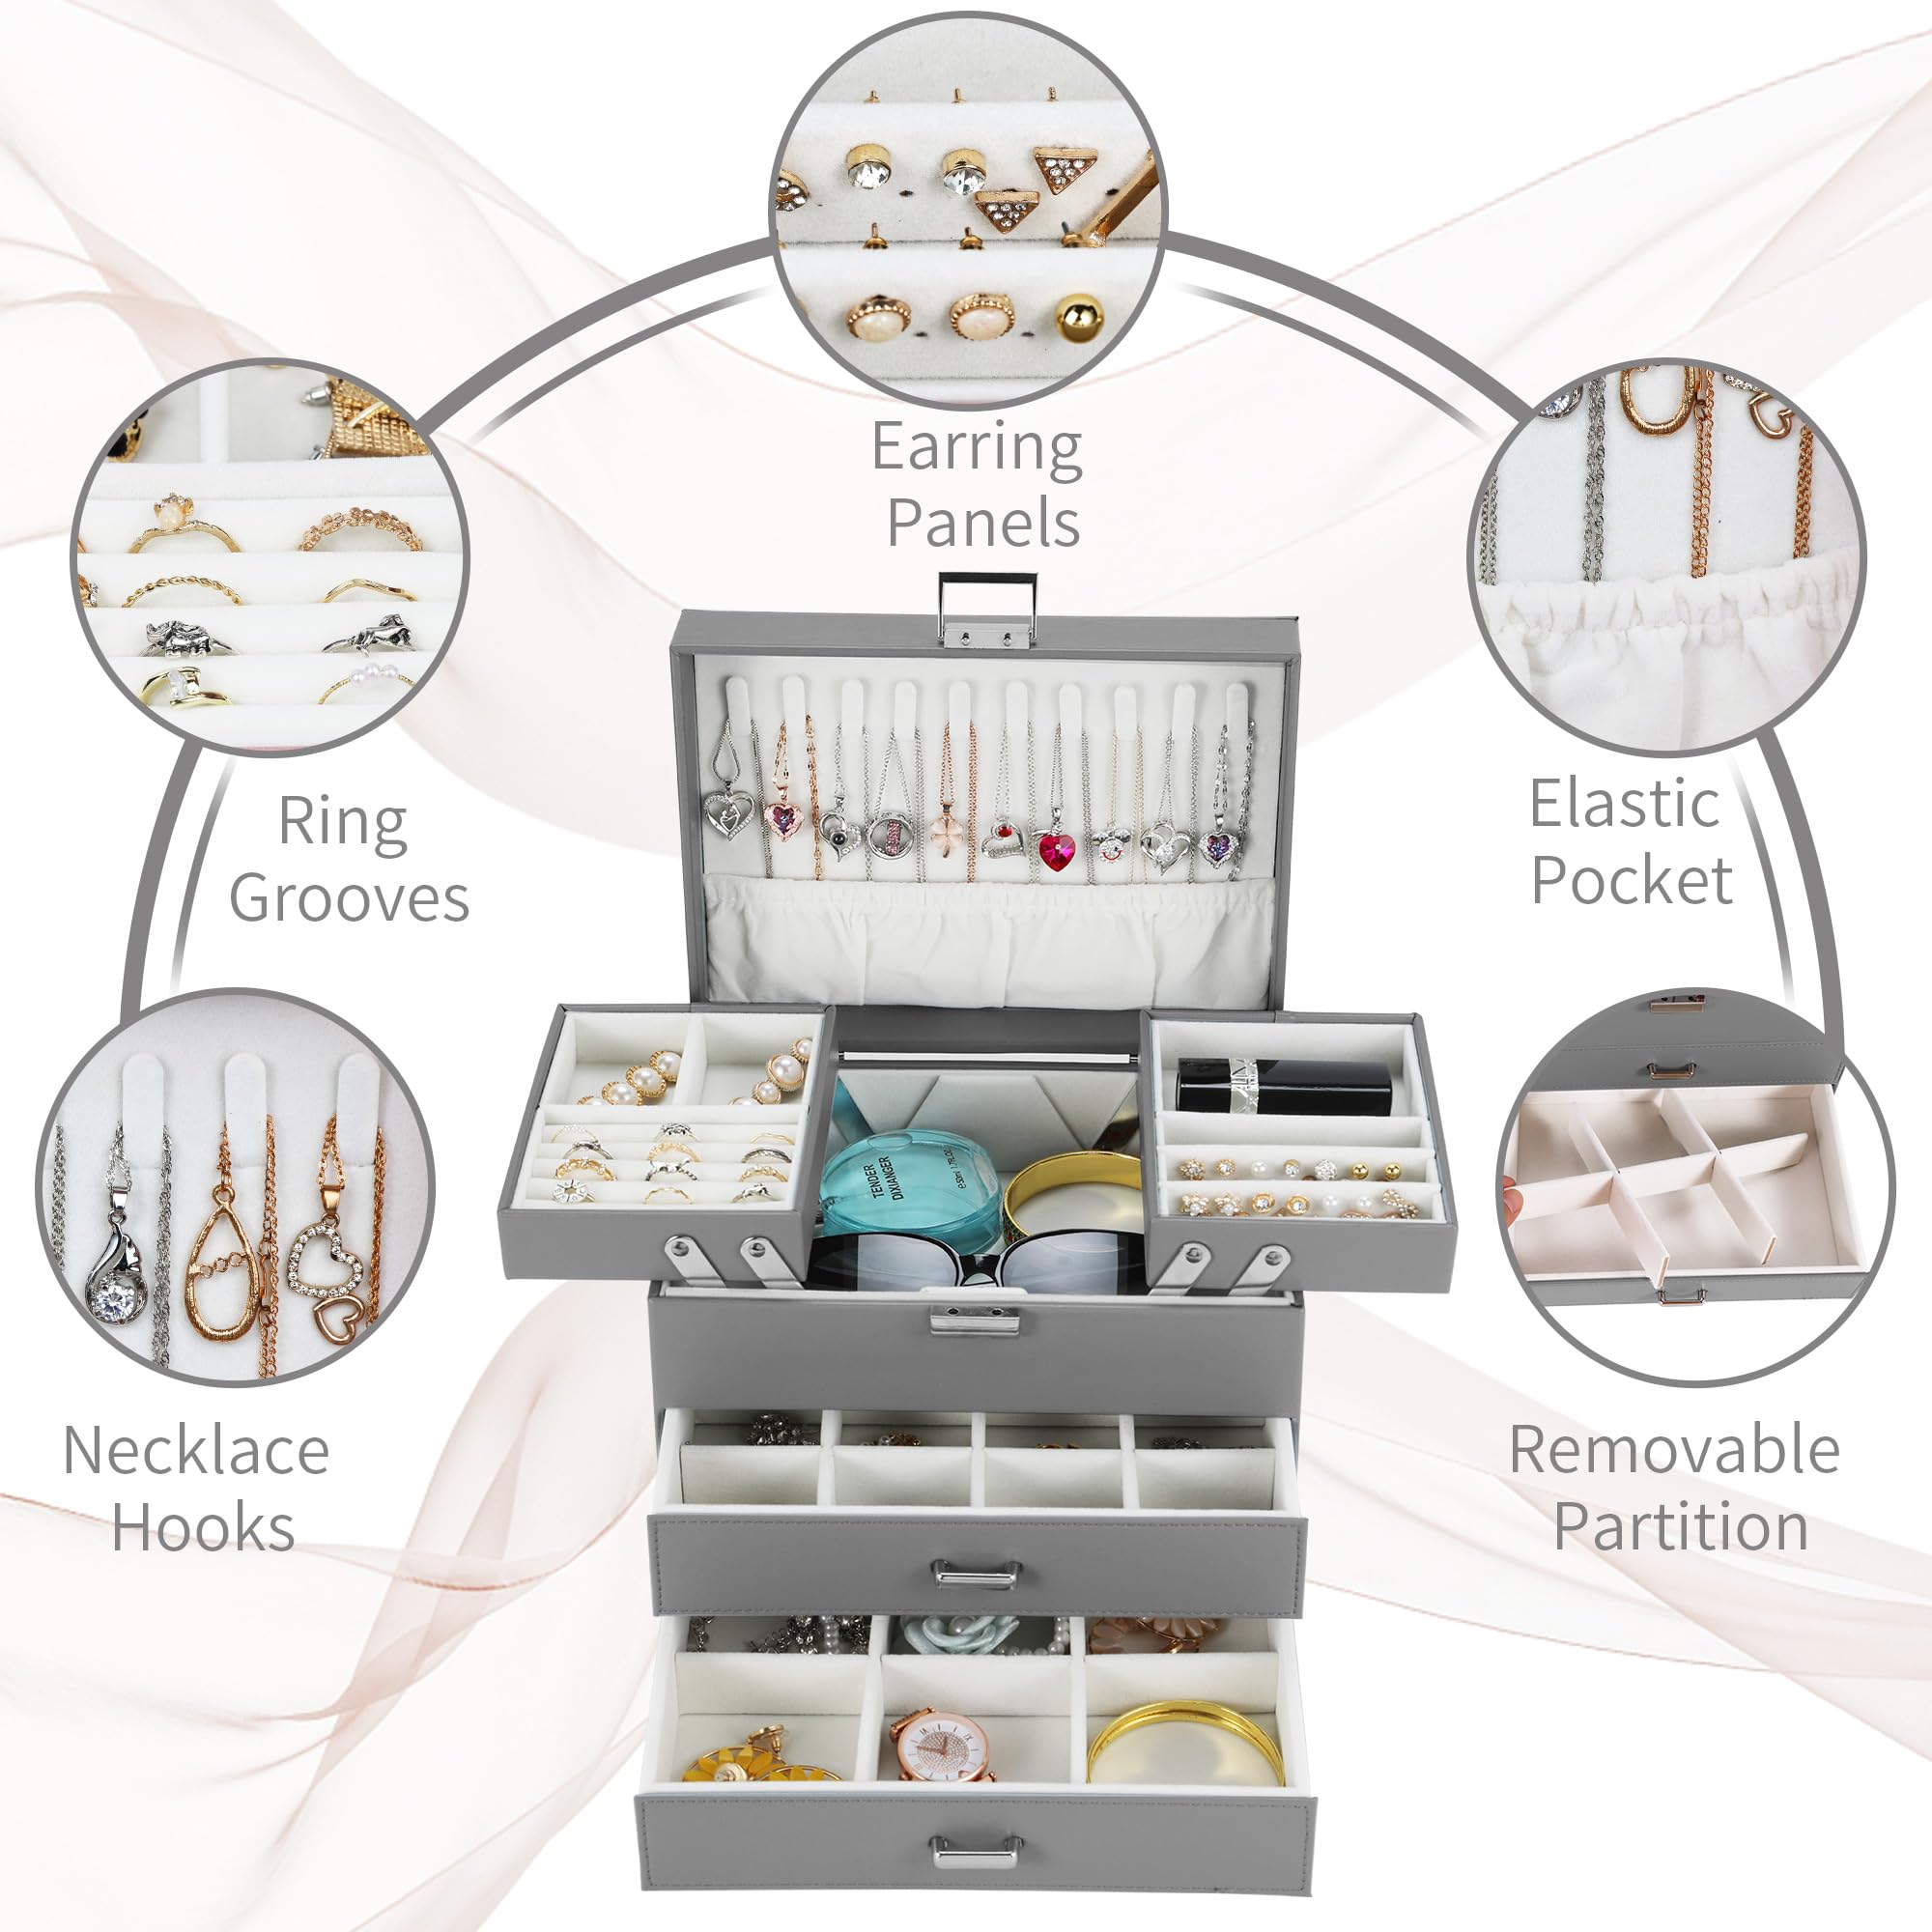 Earring
Panels
Ring
Grooves
Elastic
Pocket
Necklace
Hooks
Removable
Partition
TENDER
DIXIANGER